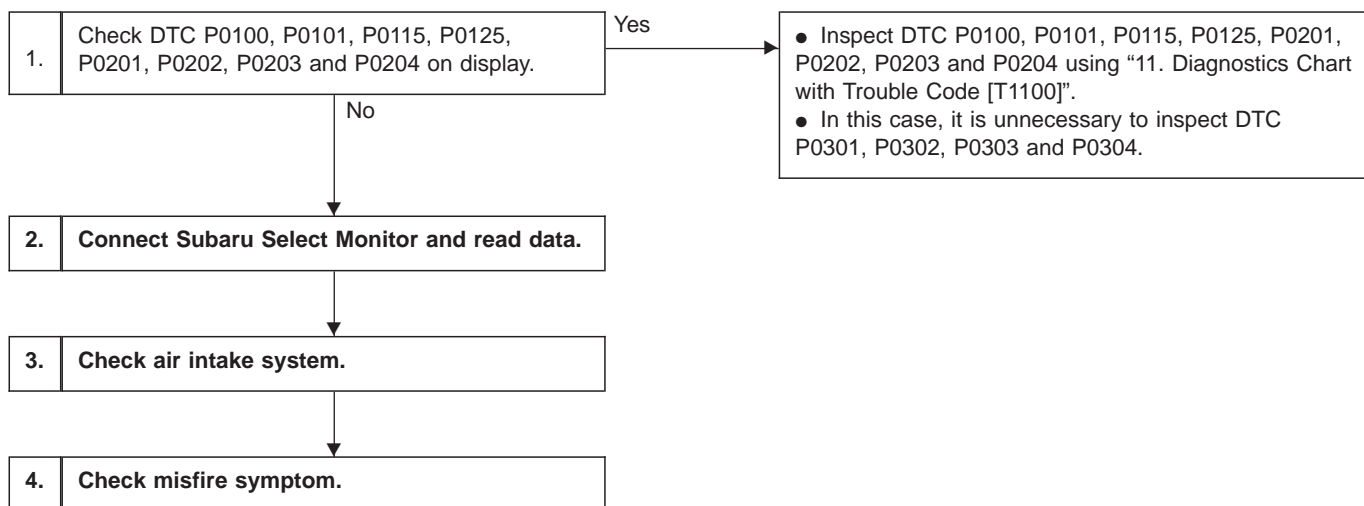 1.
Check DTC P0100, P0101, P0115, P0125,
P0201, P0202, P0203 and P0204 on display.
Yes
● Inspect DTC P0100, P0101, P0115, P0125, P0201,
P0202, P0203 and P0204 using “11. Diagnostics Chart
with Trouble Code [T1100]”.
● In this case, it is unnecessary to inspect DTC
P0301, P0302, P0303 and P0304.
No
2. Connect Subaru Select Monitor and read data.
3. Check air intake system.
4. Check misfire symptom.